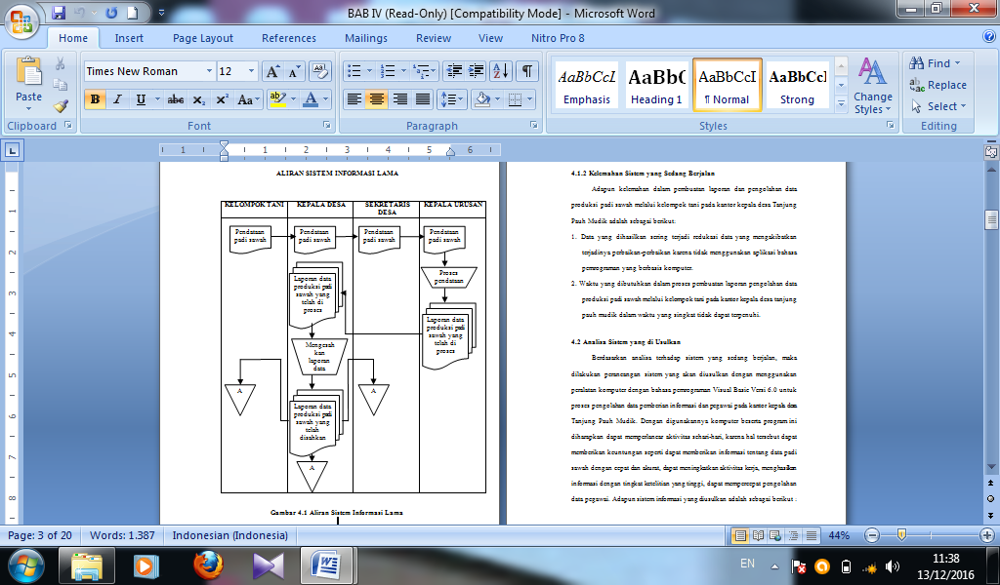 BAB IV (Read-Only) [Compatibility Mode] - Microsoft Word
Home Insert Page Layout References Mailings Review View Nitro Pro 8
Paste
Clipboard
Times New Roman 12
Font
Paragraph
AaBbCcI AaBbC AaBbCcI AaBbCcI
Emphasis Heading 1 ¶ Normal Strong
Change Styles
Styles
Find
Replace
Select
Editing
1 1 2 3 4 5 6
ALIRAN SISTEM INFORMASI LAMA
KELOMPOK TANI KEPALA DESA SEKRETARIS DESA KEPALA URUSAN
Pendataan padi sawah
Pendataan padi sawah
Pendataan padi sawah
Pendataan padi sawah
Proses pendataan
Laporan data produksi padi sawah yang telah di proses
Laporan data produksi padi sawah yang telah di proses
Mengesah kan laporan data
A
A
Laporan data produksi padi sawah yang telah disahkan
A
Gambar 4.1 Aliran Sistem Informasi Lama
4.1.2 Kelemahan Sistem yang Sedang Berjalan
Adapun kelemahan dalam pembuatan laporan dan pengolahan data
produksi padi sawah melalui kelompok tani pada kantor kepala desa Tanjung
Pauh Mudik adalah sebagai berikut:
1. Data yang dihasilkan sering terjadi redukasi data yang mengakibatkan
terjadinya perbaikan-perbaikan karena tidak menggunakan aplikasi bahasa
pemrograman yang berbasis komputer.
2. Waktu yang dibutuhkan dalam proses pembuatan laporan pengolahan data
produksi padi sawah melalui kelompok tani pada kantor kepala desa tanjung
pauh mudik dalam waktu yang singkat tidak dapat terpenuhi.
4.2 Analisa Sistem yang di Usulkan
Berdasarkan analisa terhadap sistem yang sedang berjalan, maka
dilakukan perancangan sistem yang akan diusulkan dengan menggunakan
peralatan komputer dengan bahasa pemrograman Visual Basic Versi 6.0 untuk
proses pengolahan data pemberian informasi dan pegawai pada kantor kepala desa
Tanjung Pauh Mudik. Dengan digunakannya komputer beserta program ini
diharapkan dapat memperlancar aktivitas sehari-hari, karena hal tersebut dapat
memberikan keuntungan seperti dapat memberikan informasi tentang data padi
sawah dengan cepat dan akurat, dapat meningkatkan aktivitas kerja, menghasilkan
informasi dengan tingkat ketelitian yang tinggi, dapat mempercepat pengolahan
data pegawai. Adapun sistem informasi yang diusulkan adalah sebagai berikut :
Page: 3 of 20 Words: 1.387 Indonesian (Indonesia) 44%
EN 11:38
13/12/2016